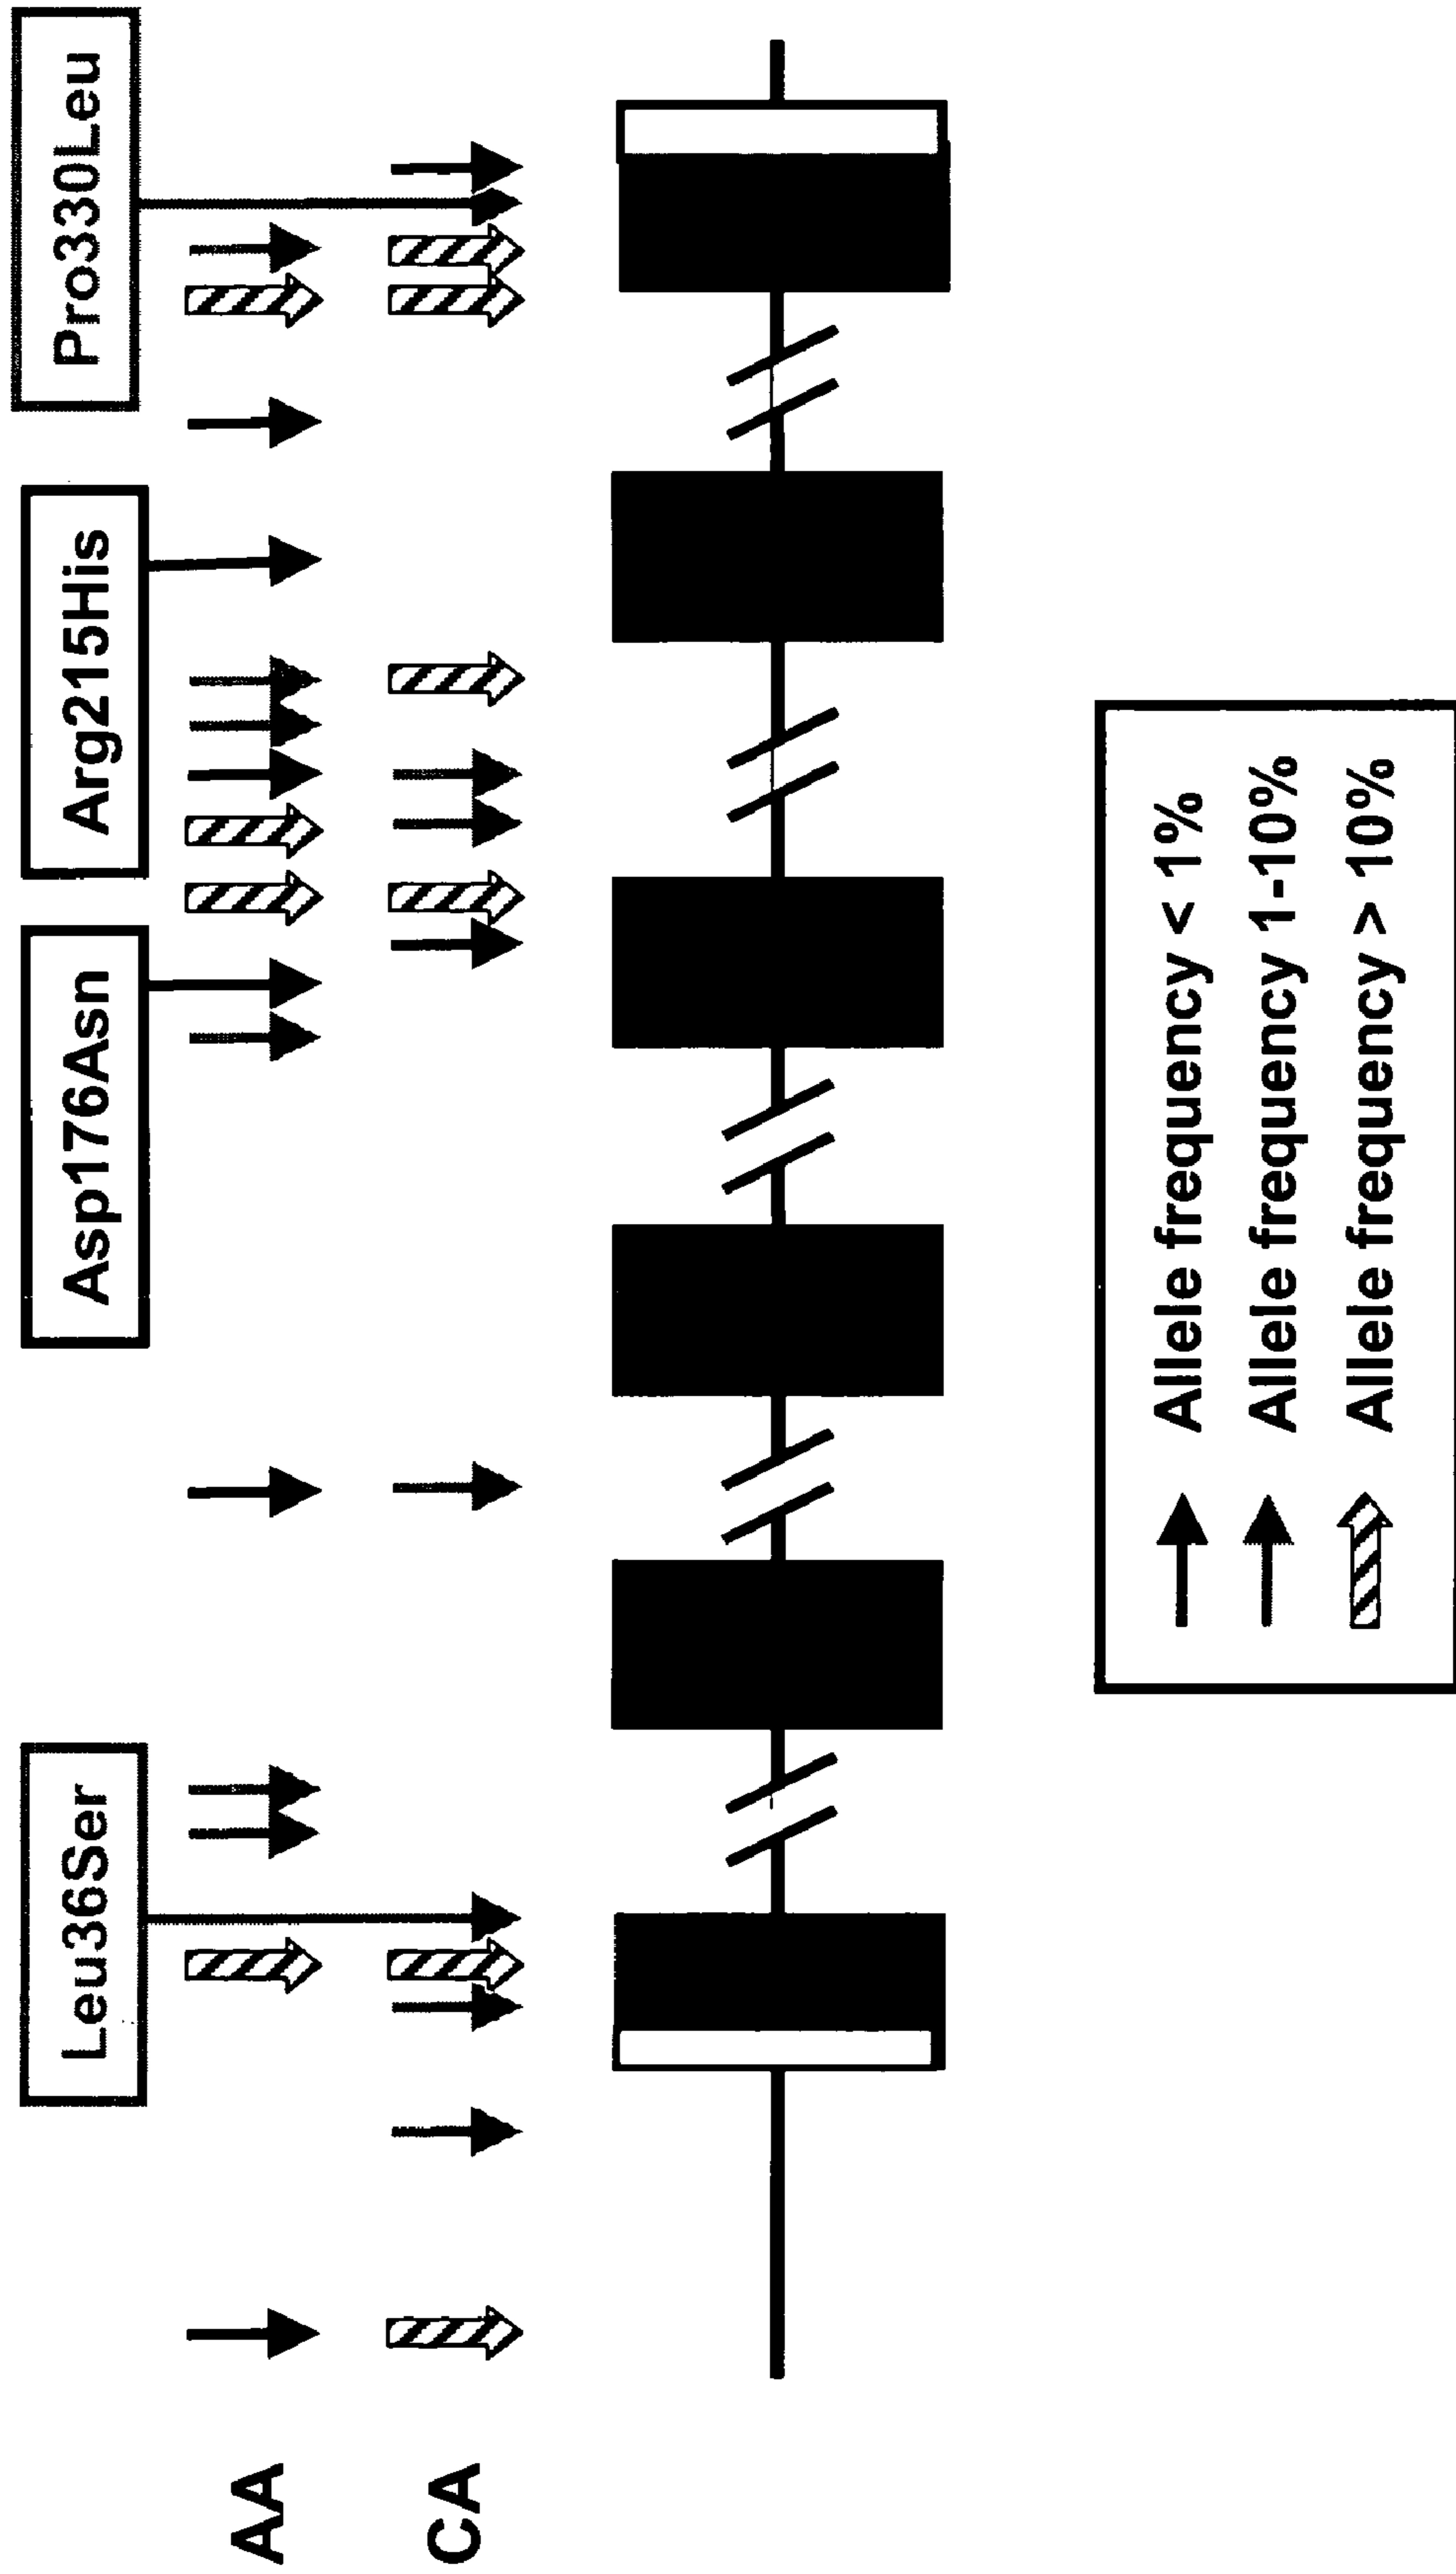 Leu36Ser
Asp176Asn
Arg215His
Pro330Leu
AA
CA
Allele frequency < 1%
Allele frequency 1-10%
Allele frequency > 10%